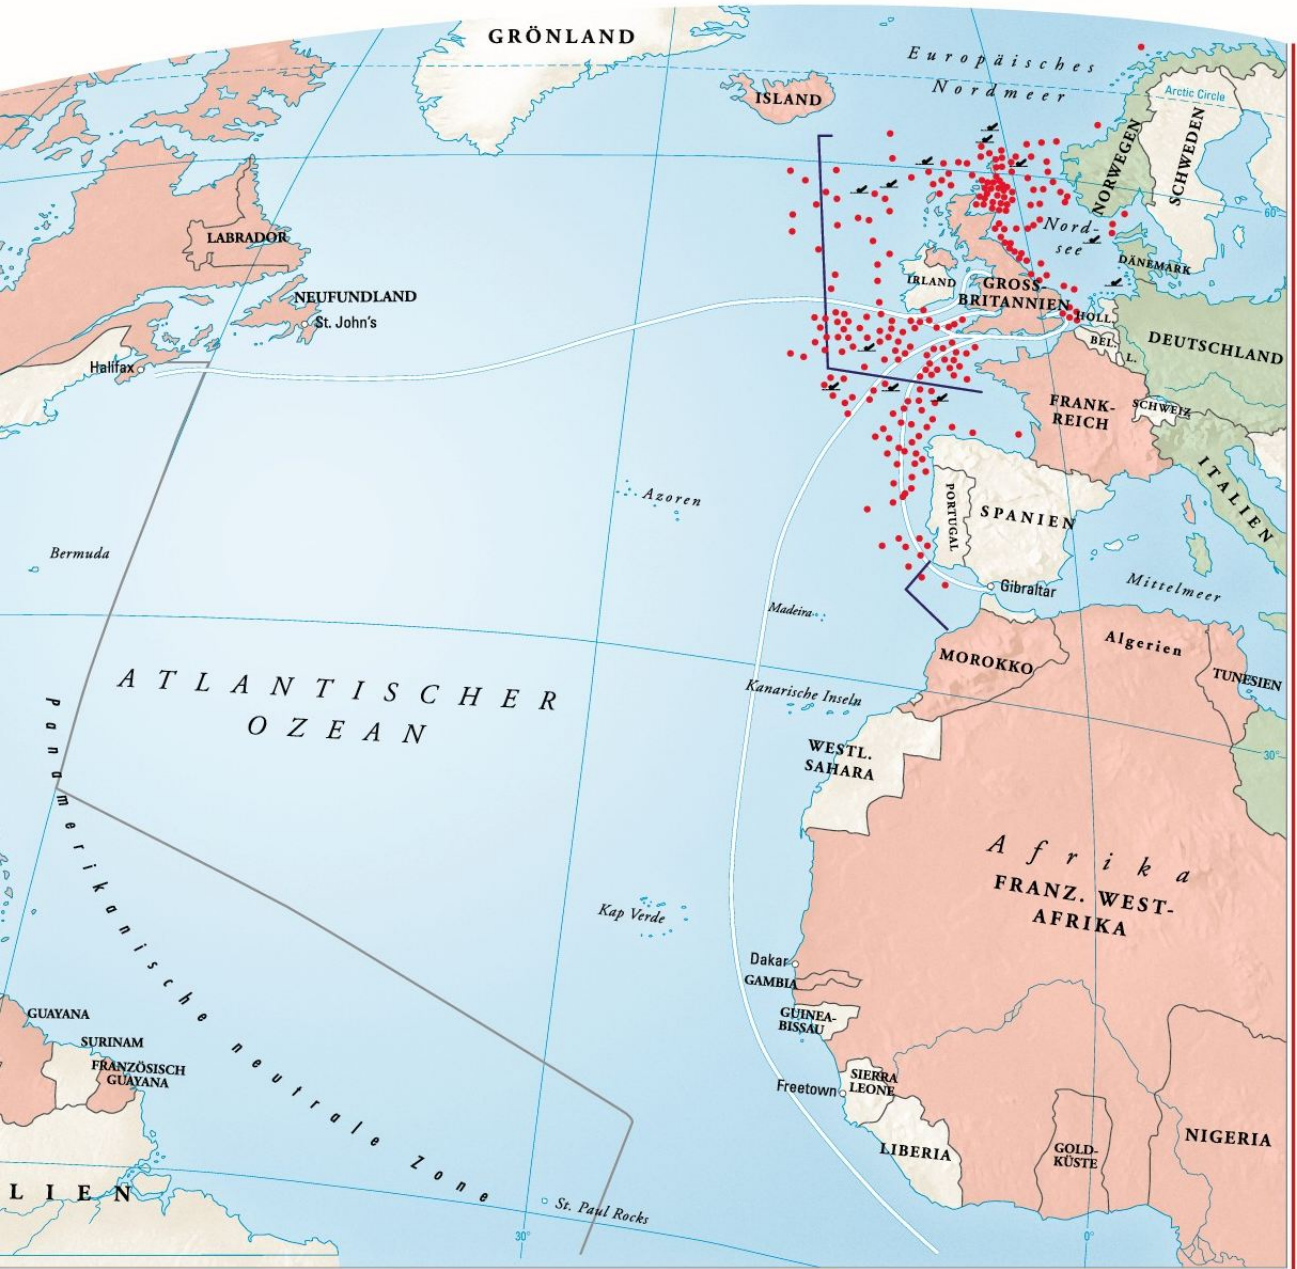 GRÖNLAND
Europäisches
Nordmeer
ISLAND
Arctic Circle
NORWEGEN
SCHWEDEN
60°
Nord-
see
LABRADOR
DÄNEMARK
IRLAND
GROSS-
BRITANNIEN
NEUFUNDLAND
St. John's
HOLL.
BEL.
L.
DEUTSCHLAND
Halifax
FRANK-
REICH
SCHWEIZ
ITALIEN
Azoren
PORTUGAL
SPANIEN
Bermuda
Gibraltar
Mittelmeer
Madeira
MOROKKO
Algerien
TUNESIEN
ATLANTISCHER
OZEAN
Kanarische Inseln
WESTL.
SAHARA
30°
Panamerikanische neutrale Zone
Afrika
FRANZ. WEST-
AFRIKA
Kap Verde
Dakar
GAMBIA
GUINEA-
BISSAU
GUAYANA
SURINAM
FRANZÖSISCH
GUAYANA
Freetown
SIERRA
LEONE
LIBERIA
GOLD-
KÜSTE
NIGERIA
LIEN
St. Paul Rocks
30°
0°